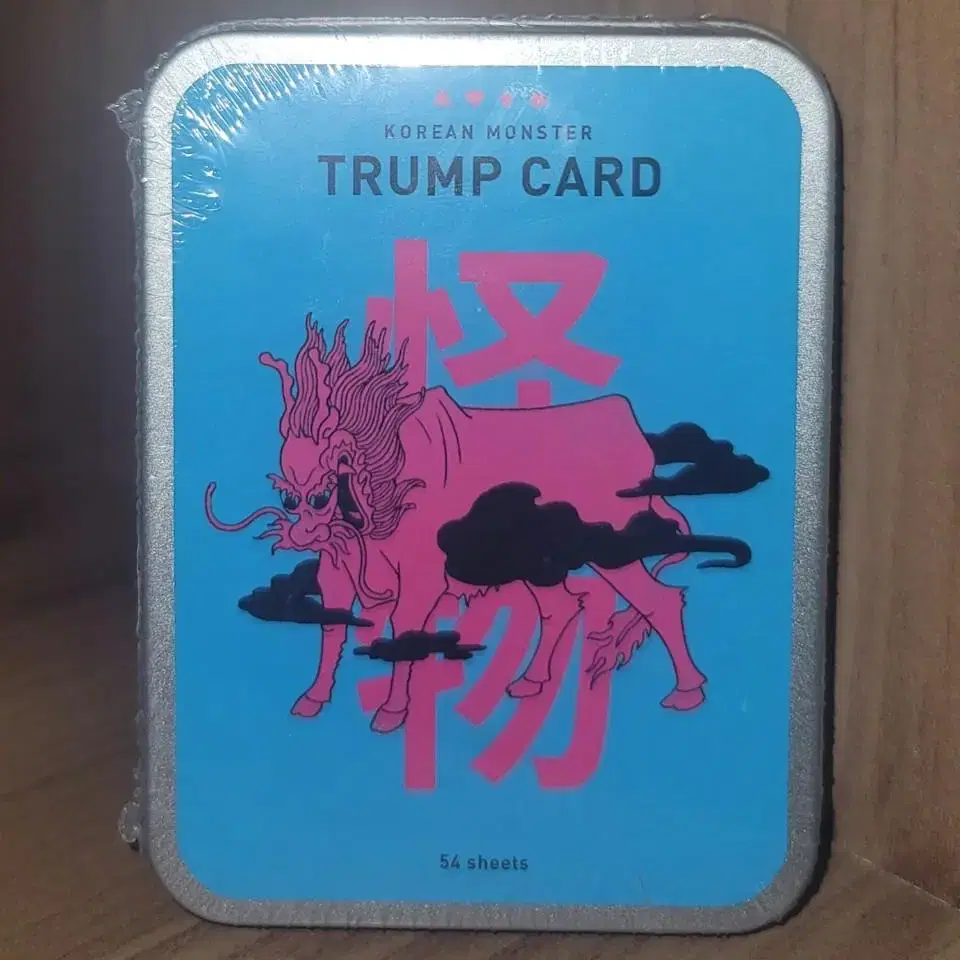 KOREAN MONSTER
TRUMP CARD
怪
物
54 sheets